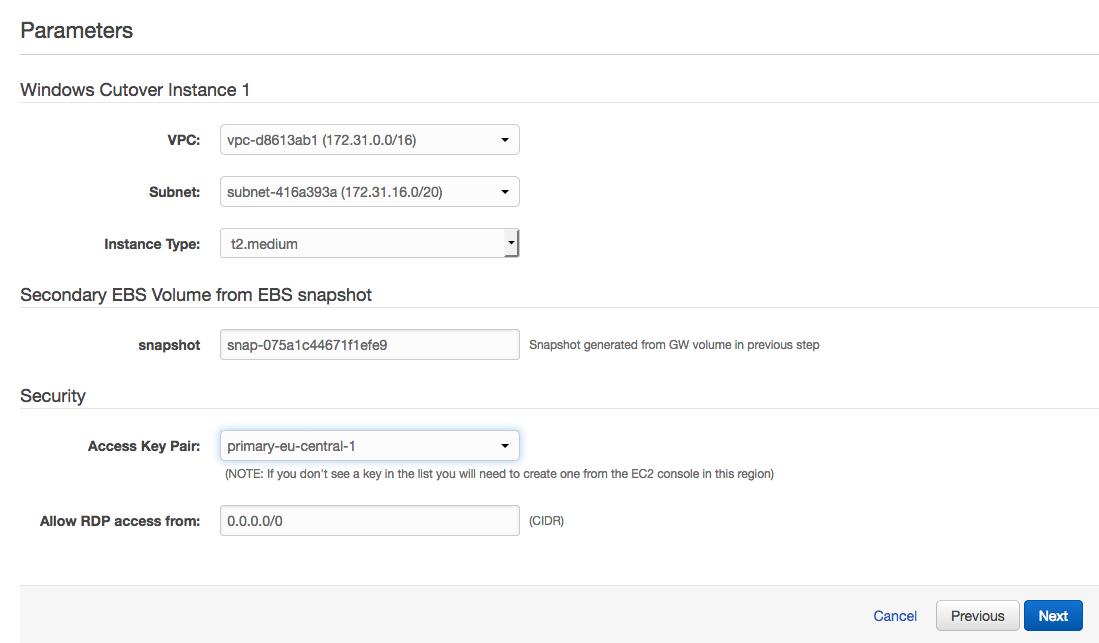 Parameters
Windows Cutover Instance 1
VPC: vpc-d8613ab1 (172.31.0.0/16)
Subnet: subnet-416a393a (172.31.16.0/20)
Instance Type: t2.medium
Secondary EBS Volume from EBS snapshot
snapshot snap-075a1c44671f1efe9 Snapshot generated from GW volume in previous step
Security
Access Key Pair: primary-eu-central-1
(NOTE: If you don't see a key in the list you will need to create one from the EC2 console in this region)
Allow RDP access from: 0.0.0.0/0 (CIDR)
Cancel Previous Next